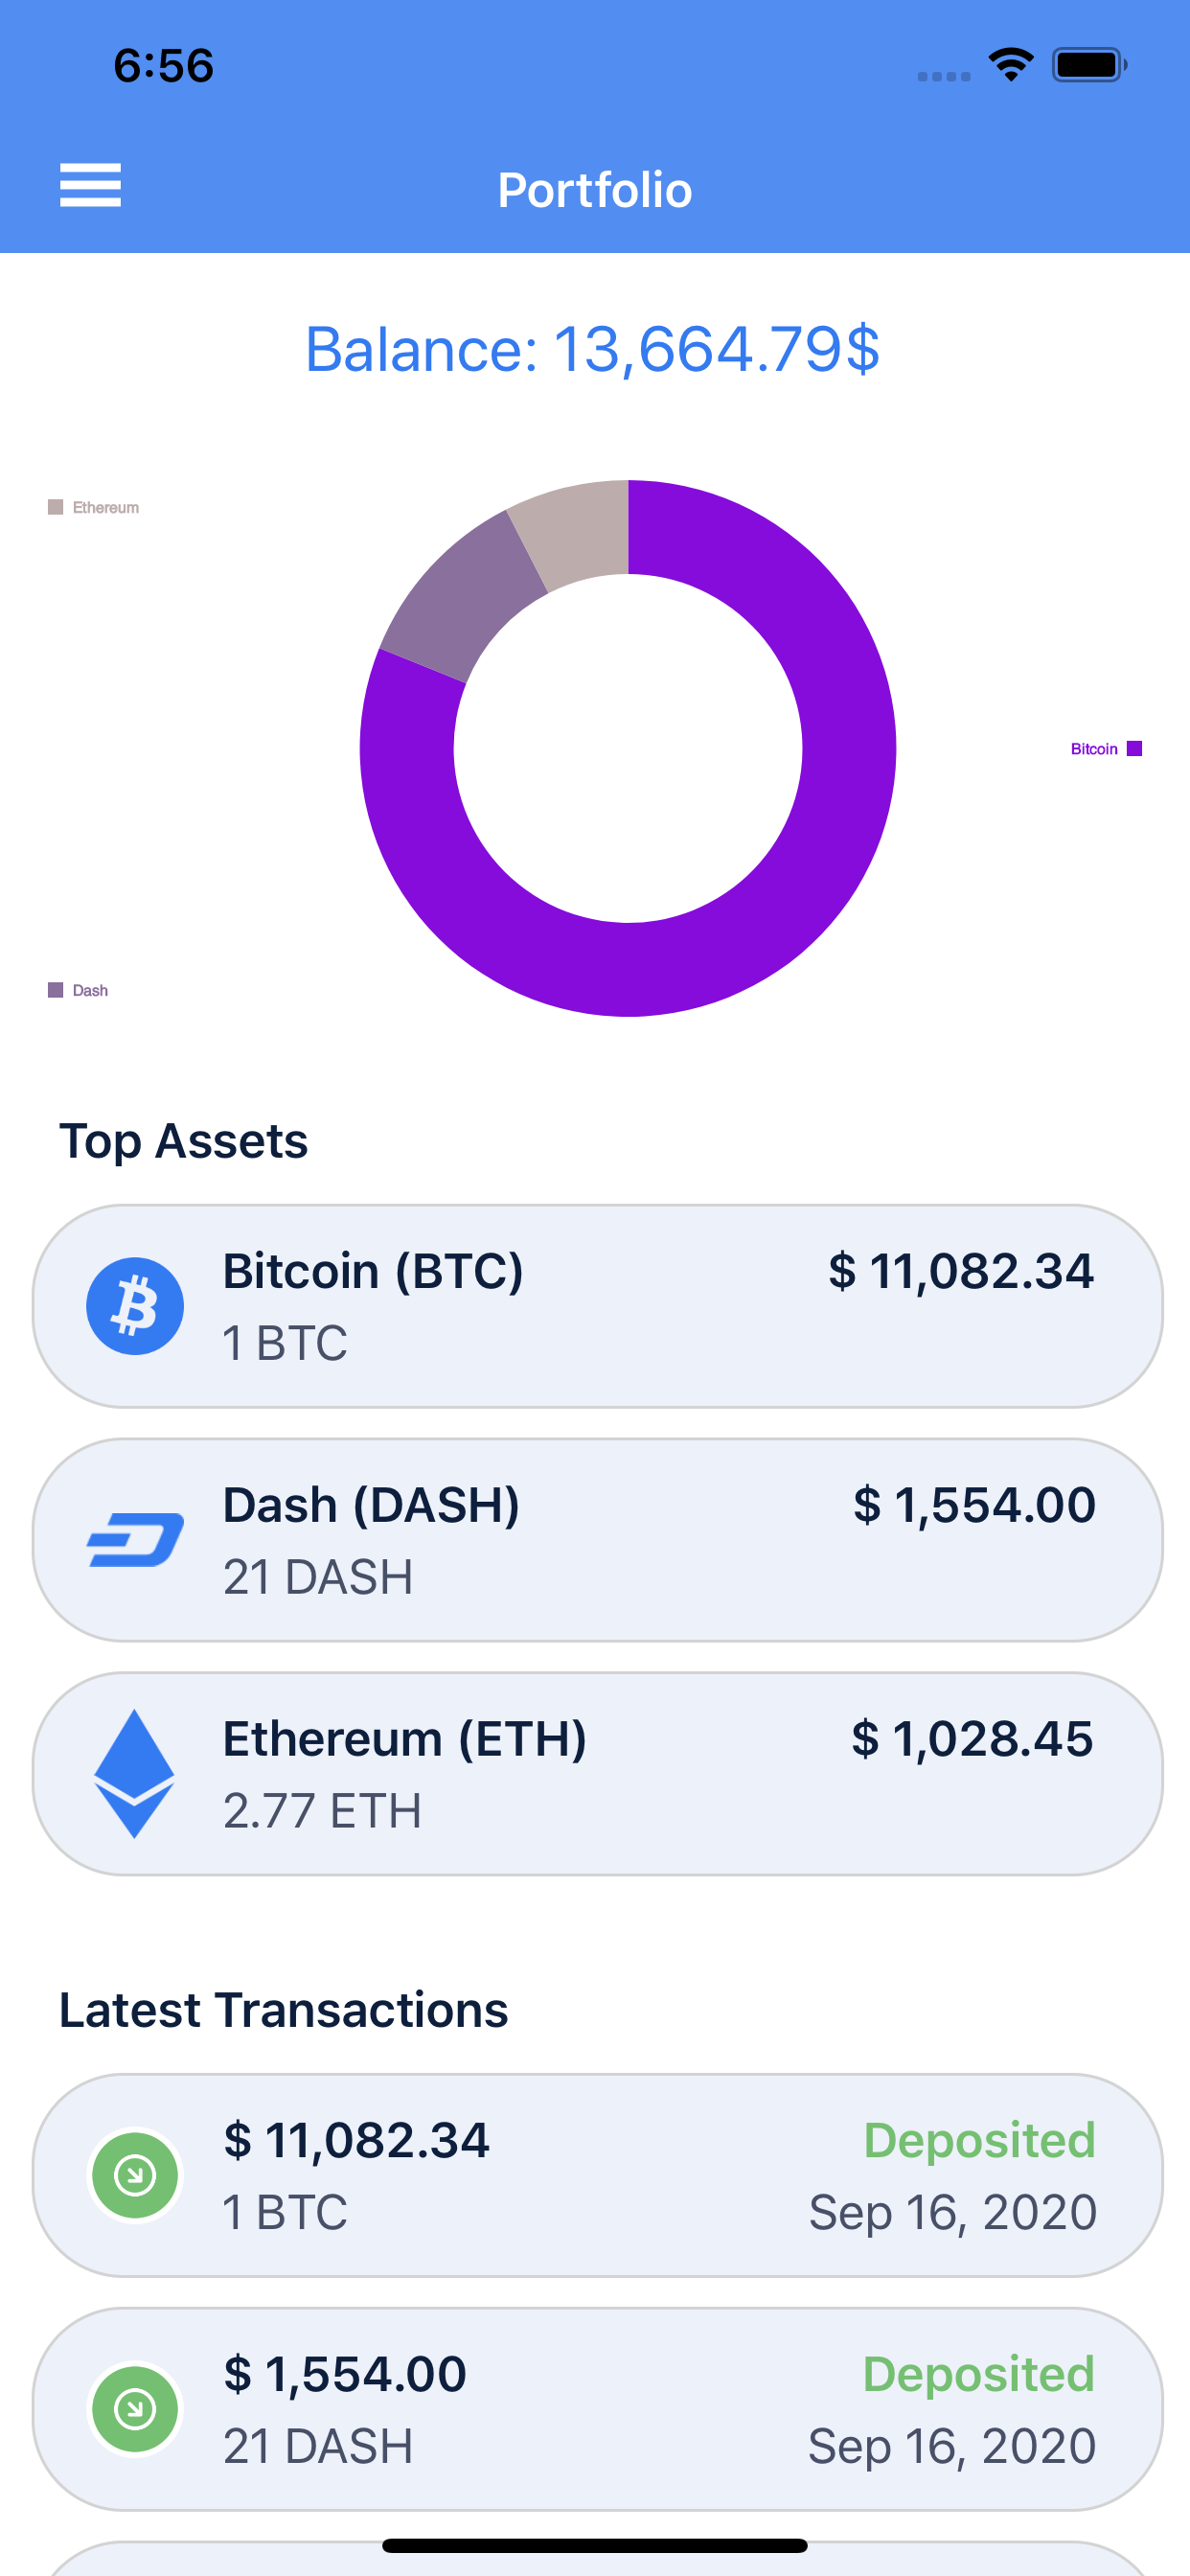 6:56
Portfolio
Balance: 13,664.79$
Ethereum
Bitcoin
Dash
Top Assets
Bitcoin (BTC) $ 11,082.34
1 BTC
Dash (DASH) $ 1,554.00
21 DASH
Ethereum (ETH) $ 1,028.45
2.77 ETH
Latest Transactions
$ 11,082.34 Deposited
1 BTC Sep 16, 2020
$ 1,554.00 Deposited
21 DASH Sep 16, 2020